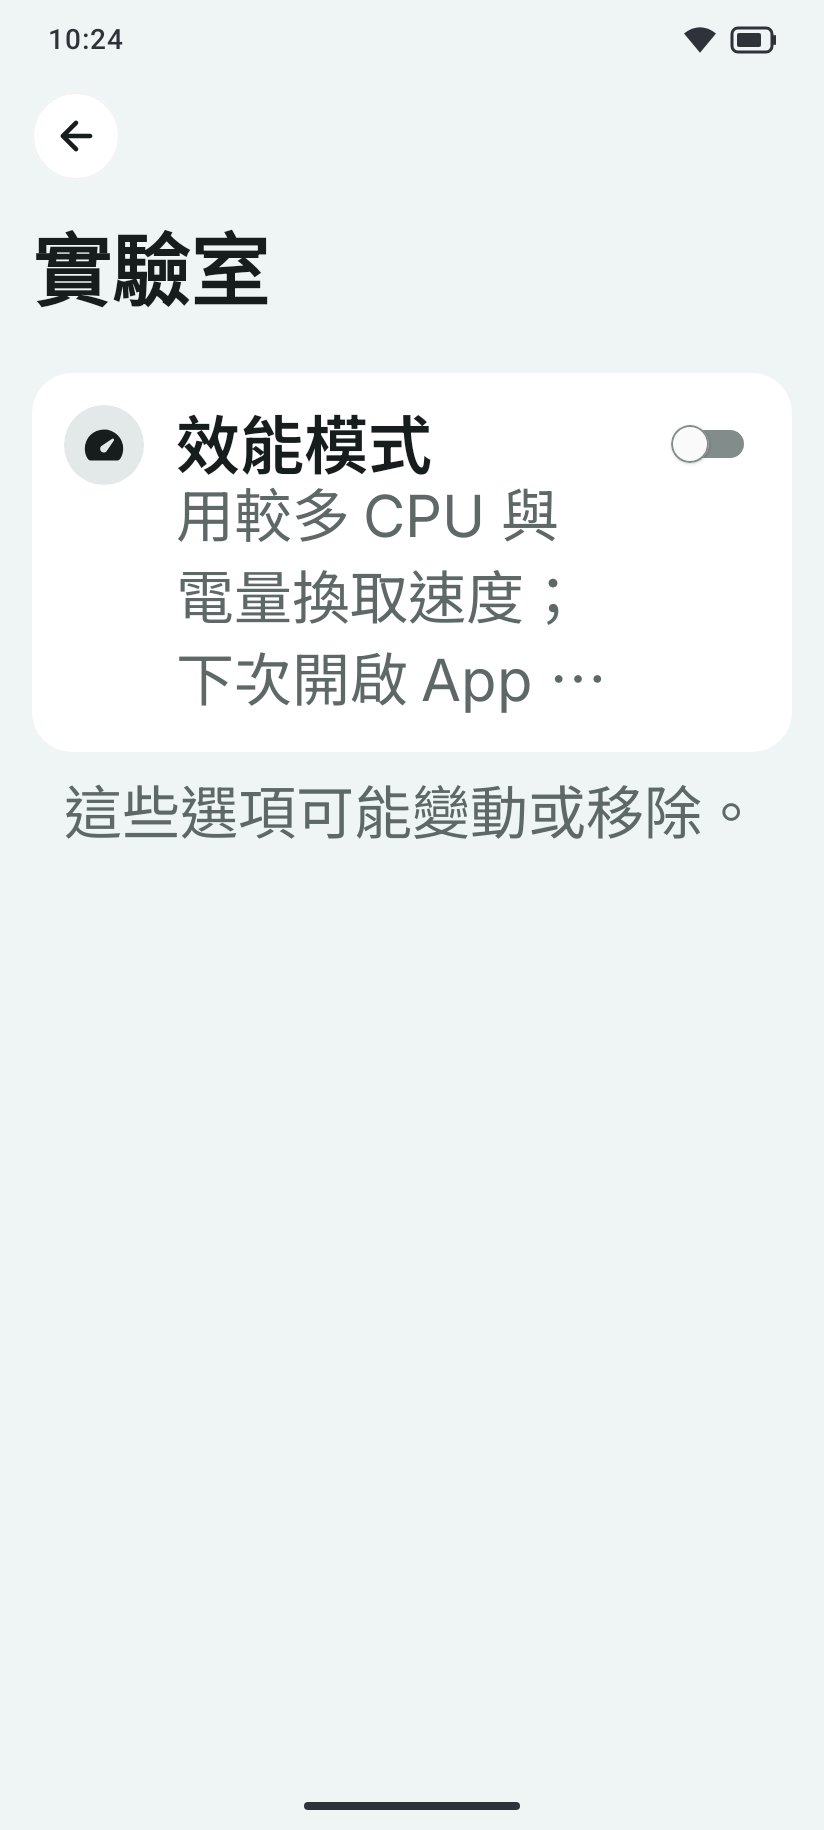 10:24
實驗室
效能模式
用較多 CPU 與
電量換取速度；
下次開啟 App …
這些選項可能變動或移除。